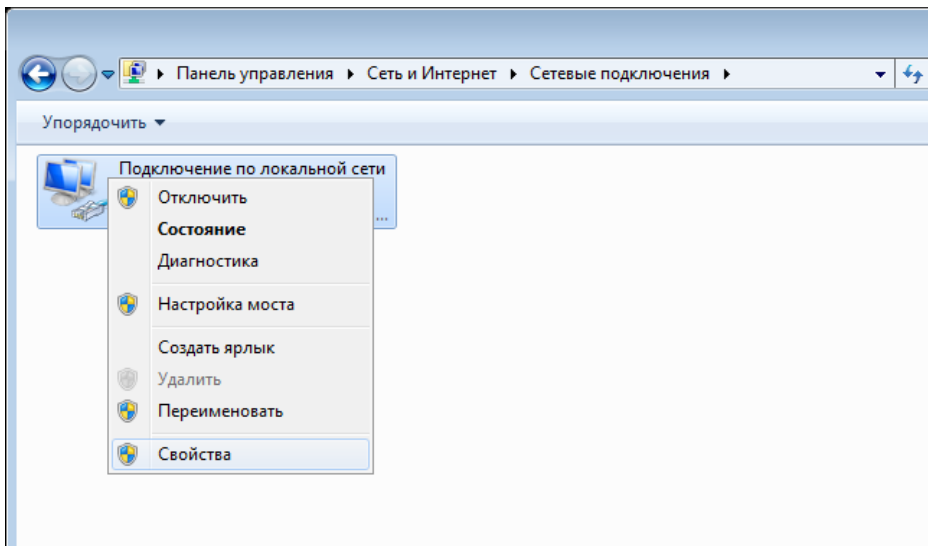 Панель управления Сеть и Интернет Сетевые подключения
Упорядочить
Подключение по локальной сети
...
Отключить
Состояние
Диагностика
Настройка моста
Создать ярлык
Удалить
Переименовать
Свойства